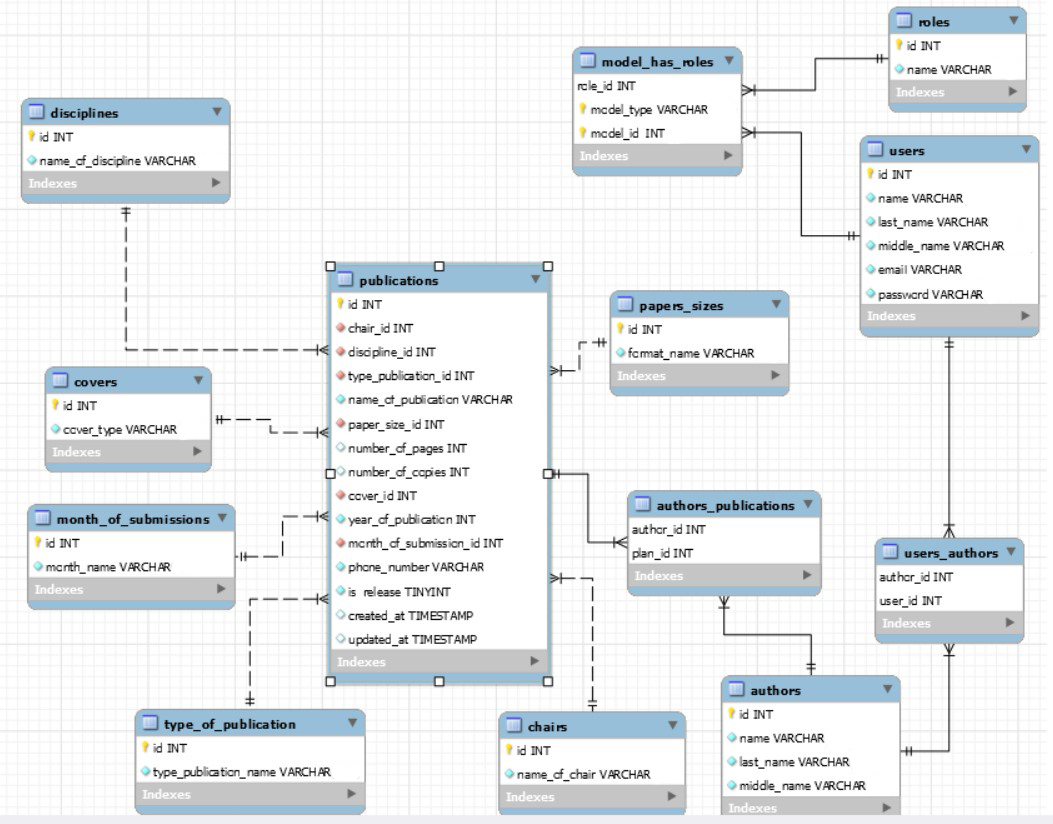 roles
id INT
name VARCHAR
Indexes
model_has_roles
role_id INT
model_type VARCHAR
model_id INT
Indexes
disciplines
id INT
name_of_discipline VARCHAR
Indexes
users
id INT
name VARCHAR
last_name VARCHAR
middle_name VARCHAR
email VARCHAR
password VARCHAR
Indexes
publications
id INT
chair_id INT
discipline_id INT
type_publication_id INT
name_of_publication VARCHAR
paper_size_id INT
number_of_pages INT
number_of_copies INT
cover_id INT
year_of_publication INT
month_of_submission_id INT
phone_number VARCHAR
is_release TINYINT
created_at TIMESTAMP
updated_at TIMESTAMP
Indexes
papers_sizes
id INT
format_name VARCHAR
Indexes
covers
id INT
cover_type VARCHAR
Indexes
month_of_submissions
id INT
month_name VARCHAR
Indexes
authors_publications
author_id INT
plan_id INT
Indexes
users_authors
author_id INT
user_id INT
Indexes
type_of_publication
id INT
type_publication_name VARCHAR
Indexes
chairs
id INT
name_of_chair VARCHAR
Indexes
authors
id INT
name VARCHAR
last_name VARCHAR
middle_name VARCHAR
Indexes